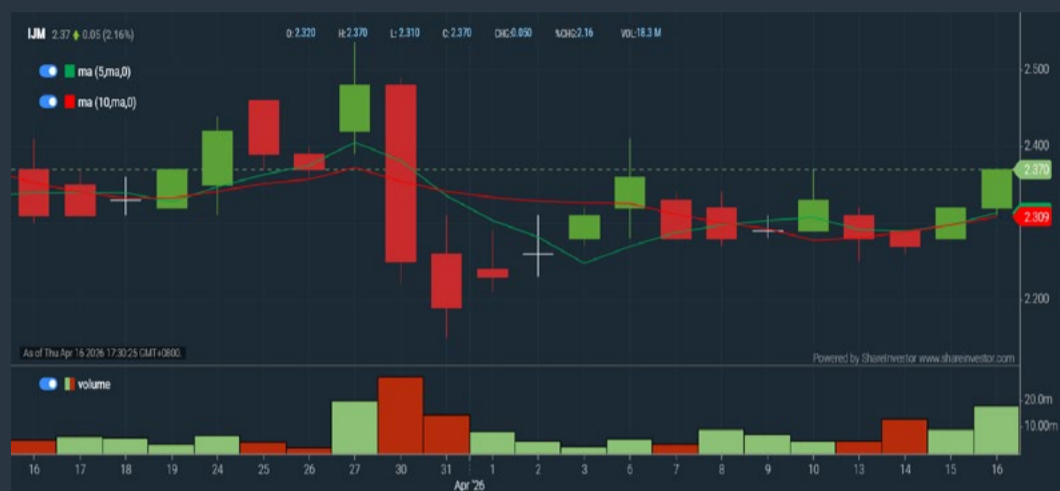 IJM 2.37 0.05 (2.16%) O:2.320 H:2.370 L:2.310 C:2.370 CHG:0.050 %CHG:2.16 VOL:18.3 M
ma (5,ma,0)
ma (10,ma,0)
2.500
2.400
2.370
2.309
2.200
As of Thu Apr 16 2026 17:30:25 GMT+0800.
Powered by ShareInvestor www.shareinvestor.com
volume
20.0m
10.00m
16 17 18 19 24 25 26 27 30 31 1 2 3 6 7 8 9 10 13 14 15 16
Apr '26